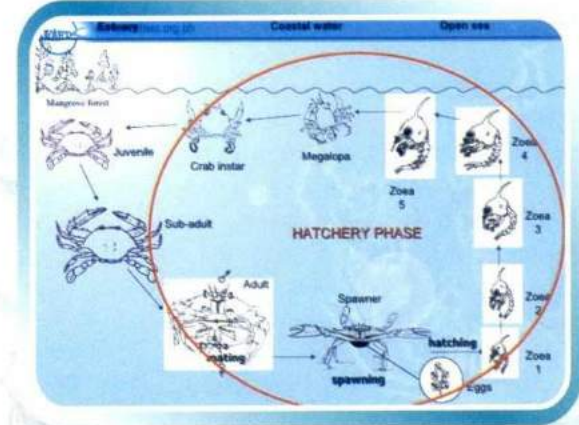 Estuary
Coastal water
Open sea
Mangrove forest
Juvenile
Crab instar
Megalopa
Zoea
5
Zoea
4
Zoea
3
Zoea
2
Zoea
1
Sub-adult
HATCHERY PHASE
♂
Adult
mating
♀
Spawner
spawning
hatching
Eggs